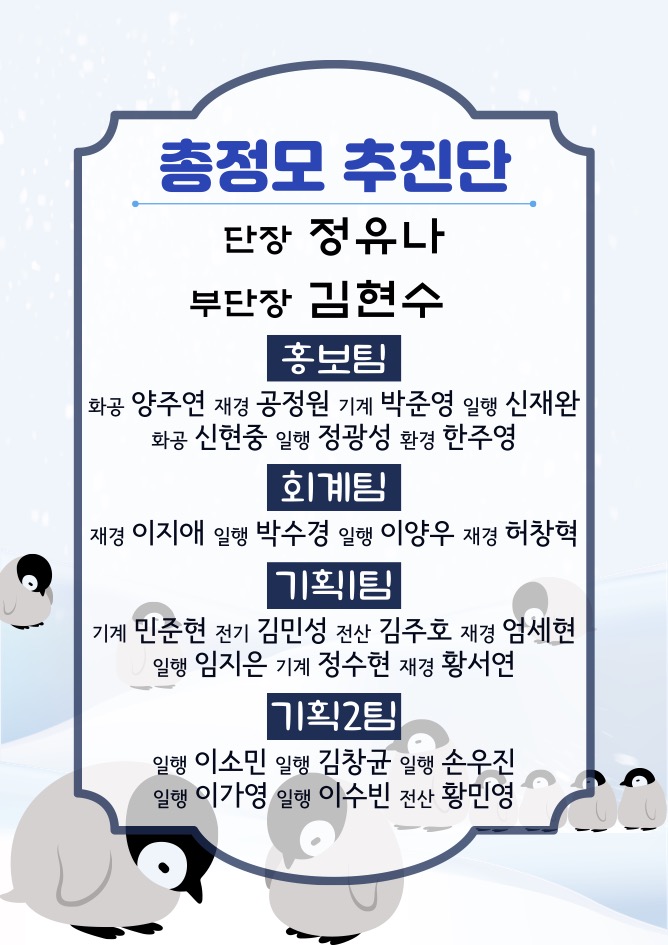 총정모 추진단
단장 정유나
부단장 김현수
홍보팀
화공 양주연 재경 공정원 기계 박준영 일행 신재완
화공 신현중 일행 정광성 환경 한주영
회계팀
재경 이지애 일행 박수경 일행 이양우 재경 허창혁
기획1팀
기계 민준현 전기 김민성 전산 김주호 재경 엄세현
일행 임지은 기계 정수현 재경 황서연
기획2팀
일행 이소민 일행 김창균 일행 손우진
일행 이가영 일행 이수빈 전산 황민영